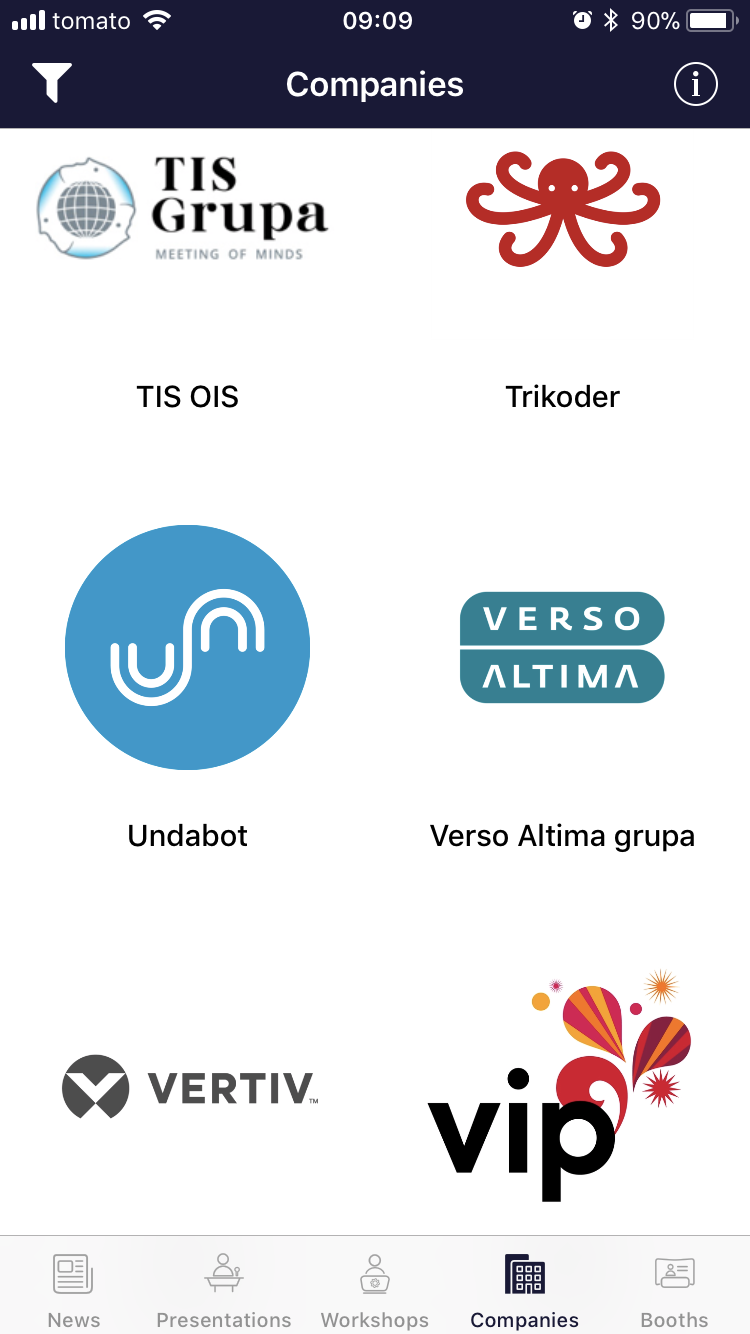 tomato 09:09 90%
Companies i
TIS
Grupa
MEETING OF MINDS
TIS OIS
Trikoder
un
VERSO
ALTIMA
Undabot
Verso Altima grupa
VERTIV™
vip
News Presentations Workshops Companies Booths